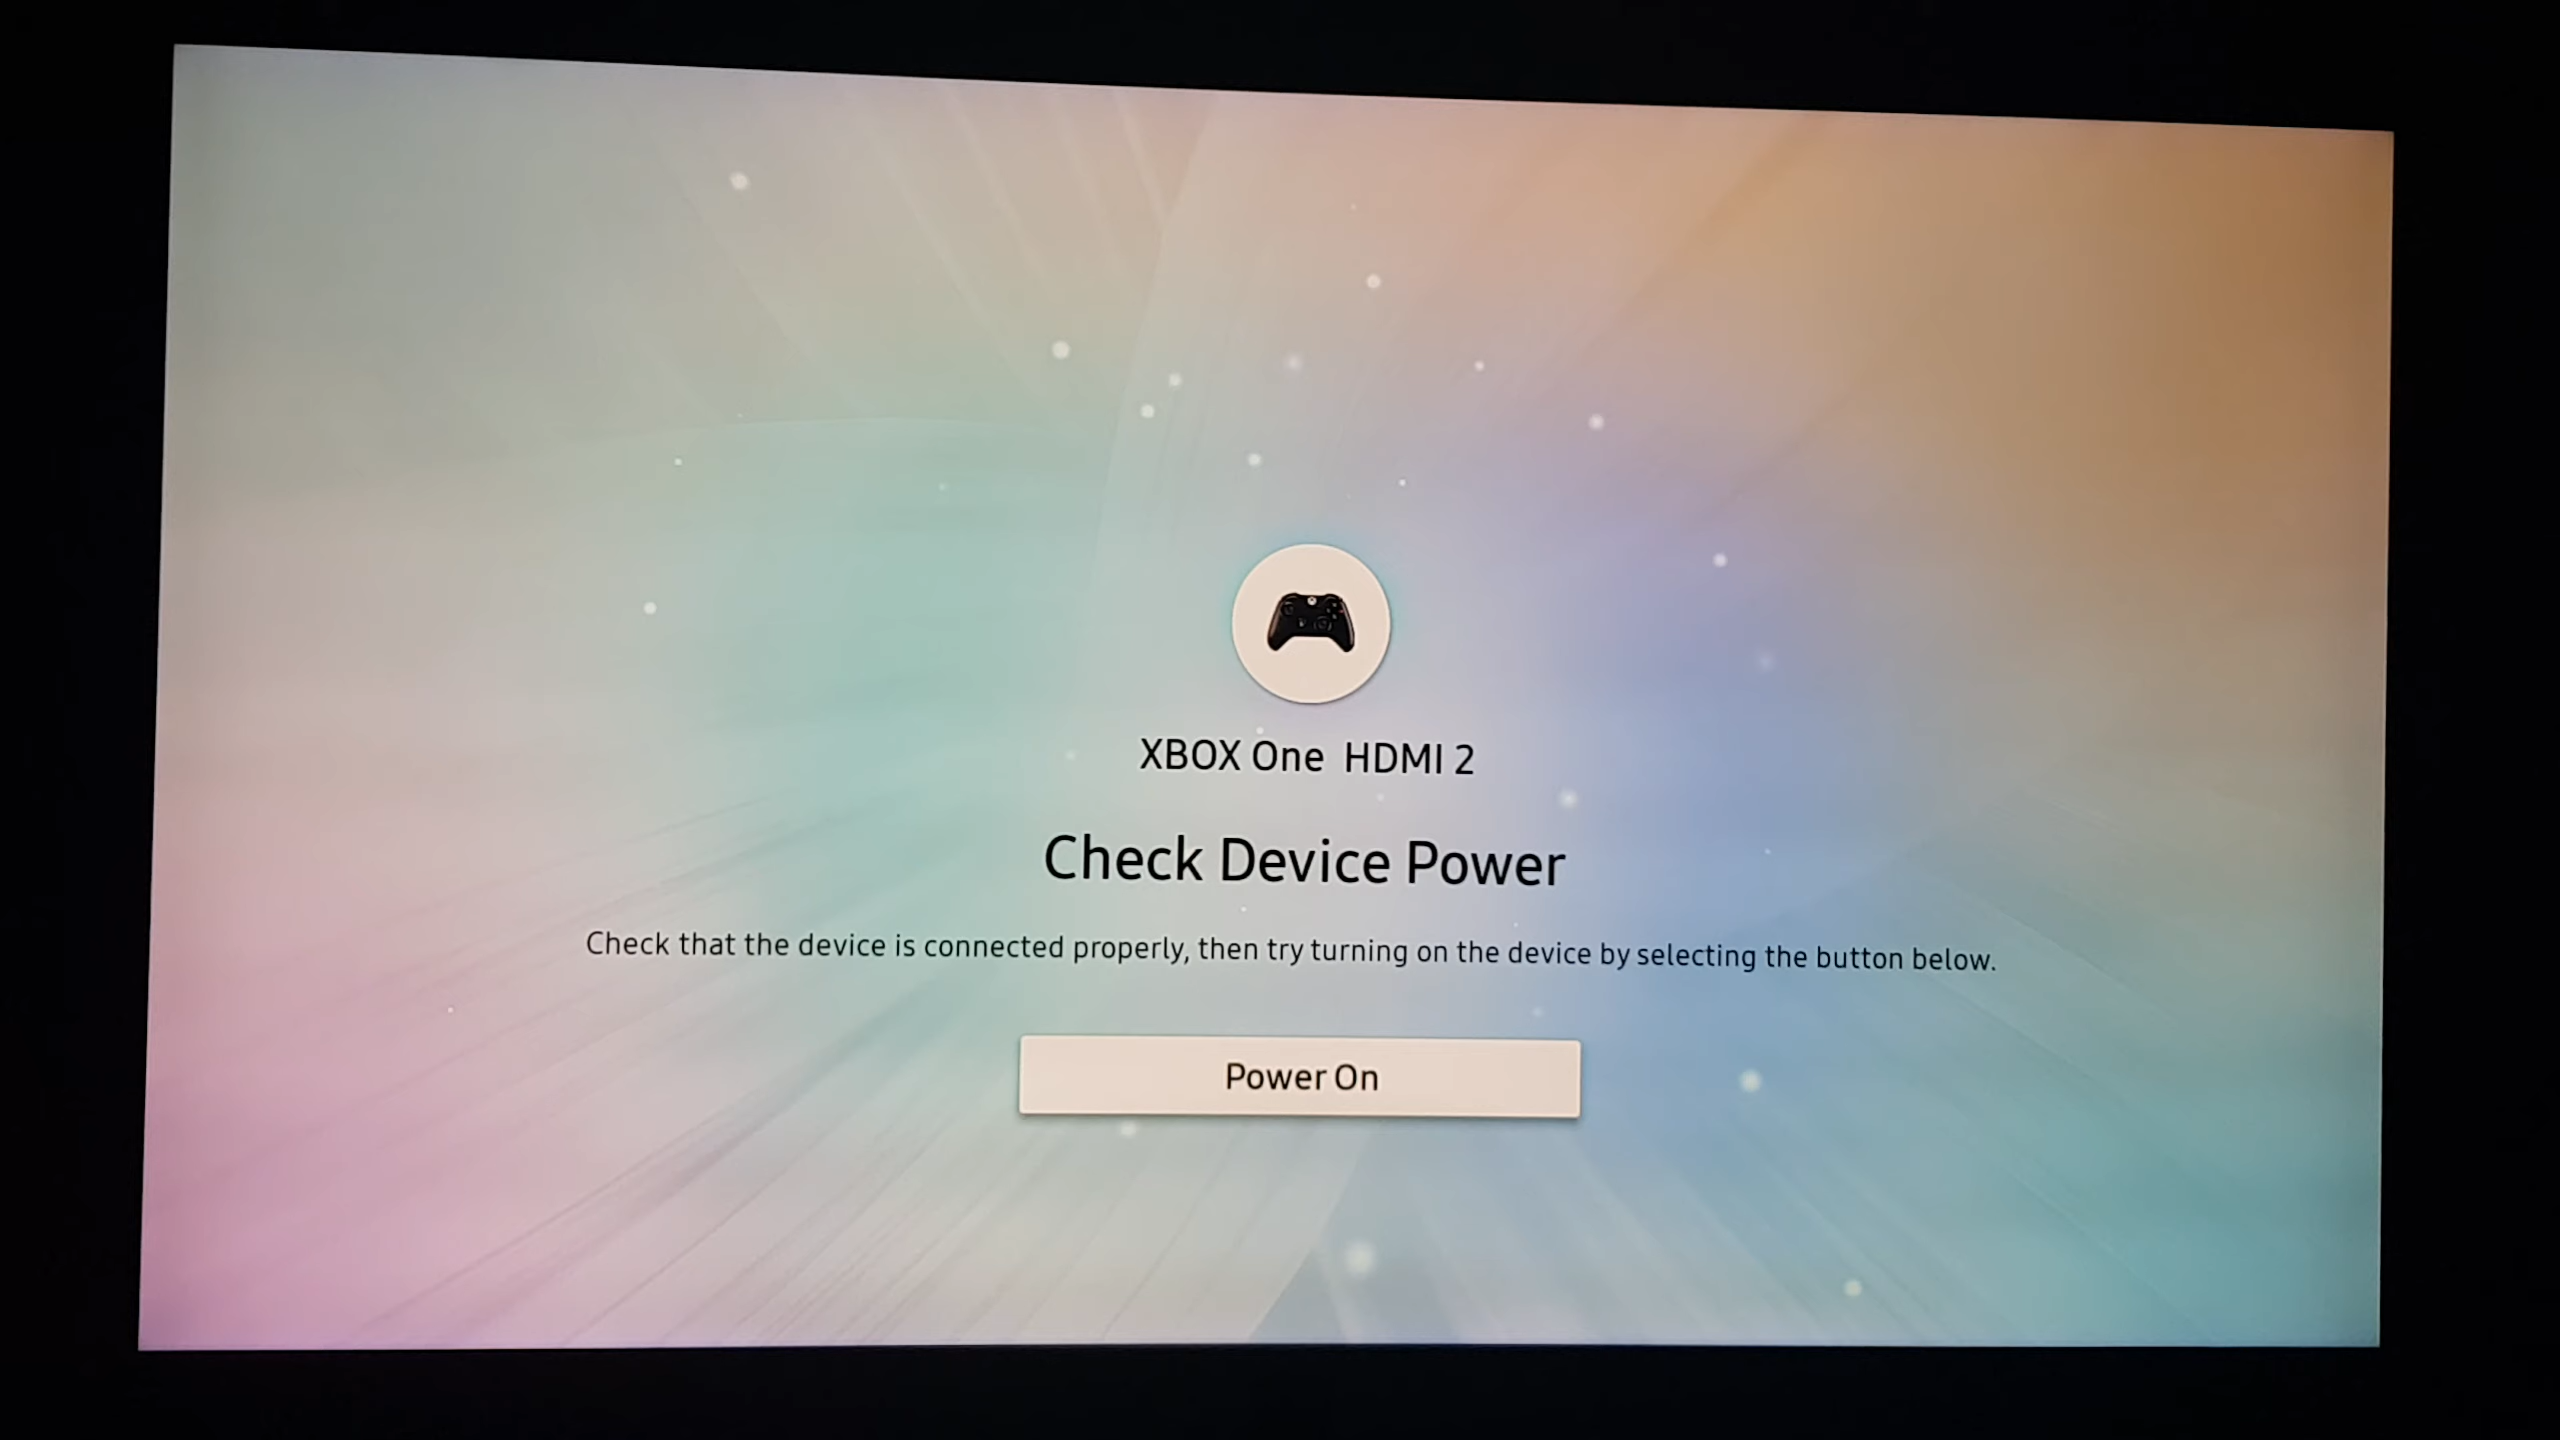 XBOX One HDMI 2
Check Device Power
Check that the device is connected properly, then try turning on the device by selecting the button below.
Power On